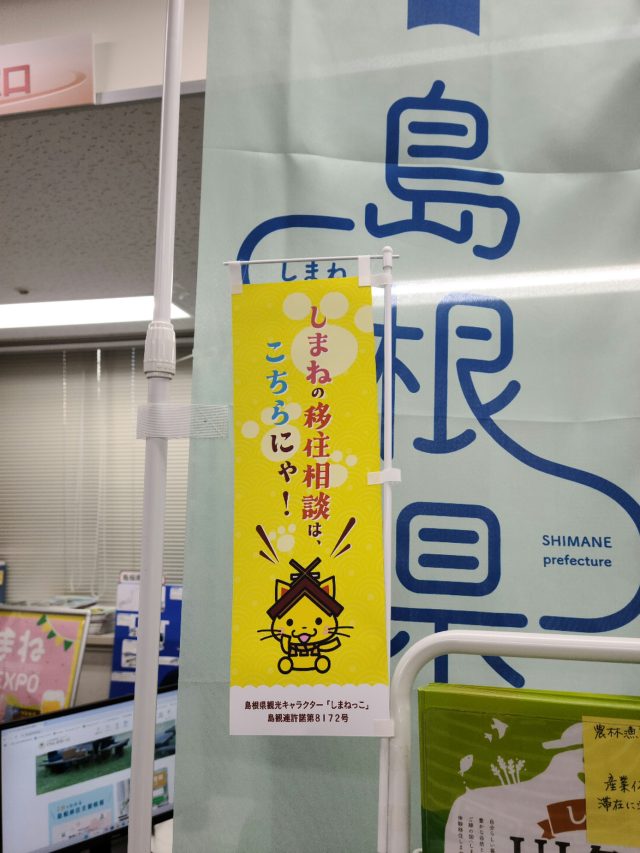 口
島根県
しまね
SHIMANE
prefecture
しまねの移住相談は、
こちらにゃ！
島根県観光キャラクター「しまねっこ」
島観連許諾第8172号
まね
EXPO
農林漁
産業体
滞在に